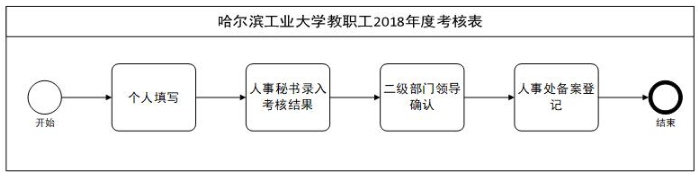 哈尔滨工业大学教职工2018年度考核表
开始
个人填写
人事秘书录入
考核结果
二级部门领导
确认
人事处备案登
记
结束